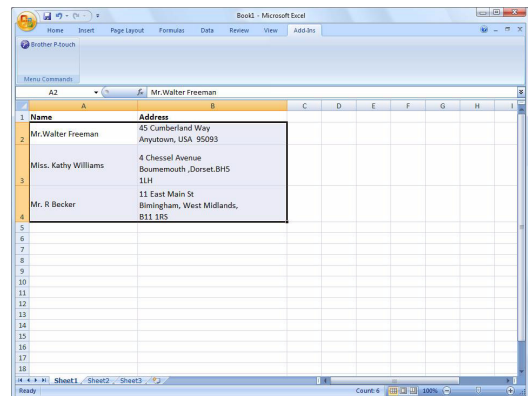 Book1 - Microsoft Excel
Home Insert Page Layout Formulas Data Review View Add-Ins
Brother P-touch
Menu Commands
A2 fx Mr.Walter Freeman
A B C D E F G H I
1 Name Address
2 Mr.Walter Freeman 45 Cumberland Way
Anyutown, USA 95093
3 Miss. Kathy Williams 4 Chessel Avenue
Boumemouth ,Dorset.BH5
1LH
4 Mr. R Becker 11 East Main St
Bimingham, West Midlands,
B11 1RS
5
6
7
8
9
10
11
12
13
14
15
16
17
18
Sheet1 Sheet2 Sheet3
Ready Count: 6 100%